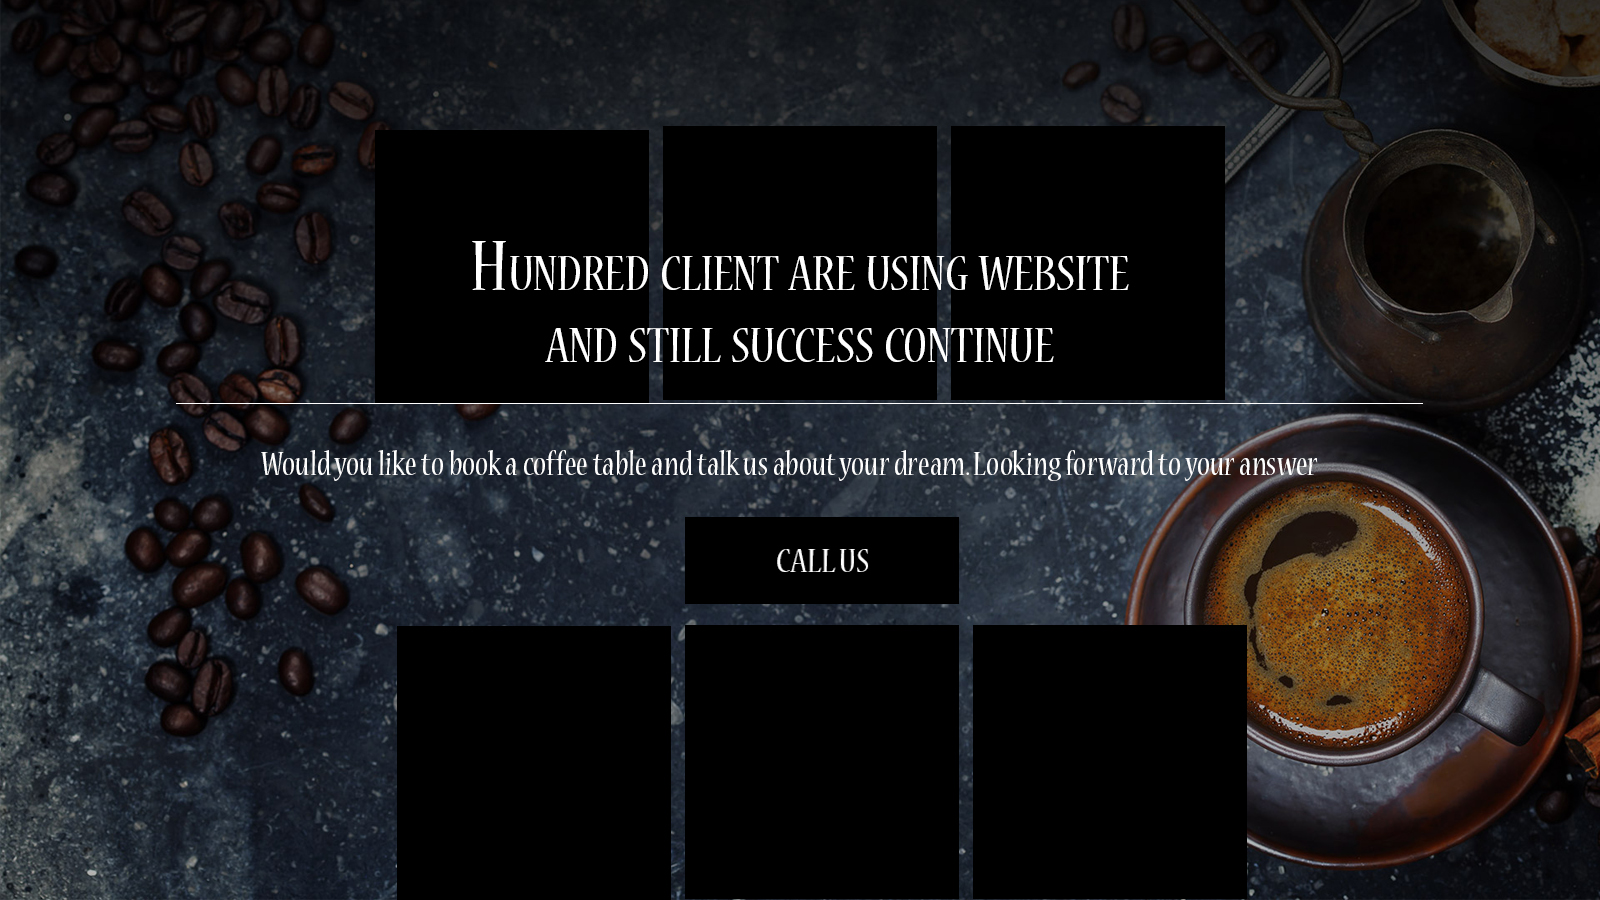 Hundred client are using website
and still success continue
Would you like to book a coffee table and talk us about your dream. Looking forward to your answer
CALL US